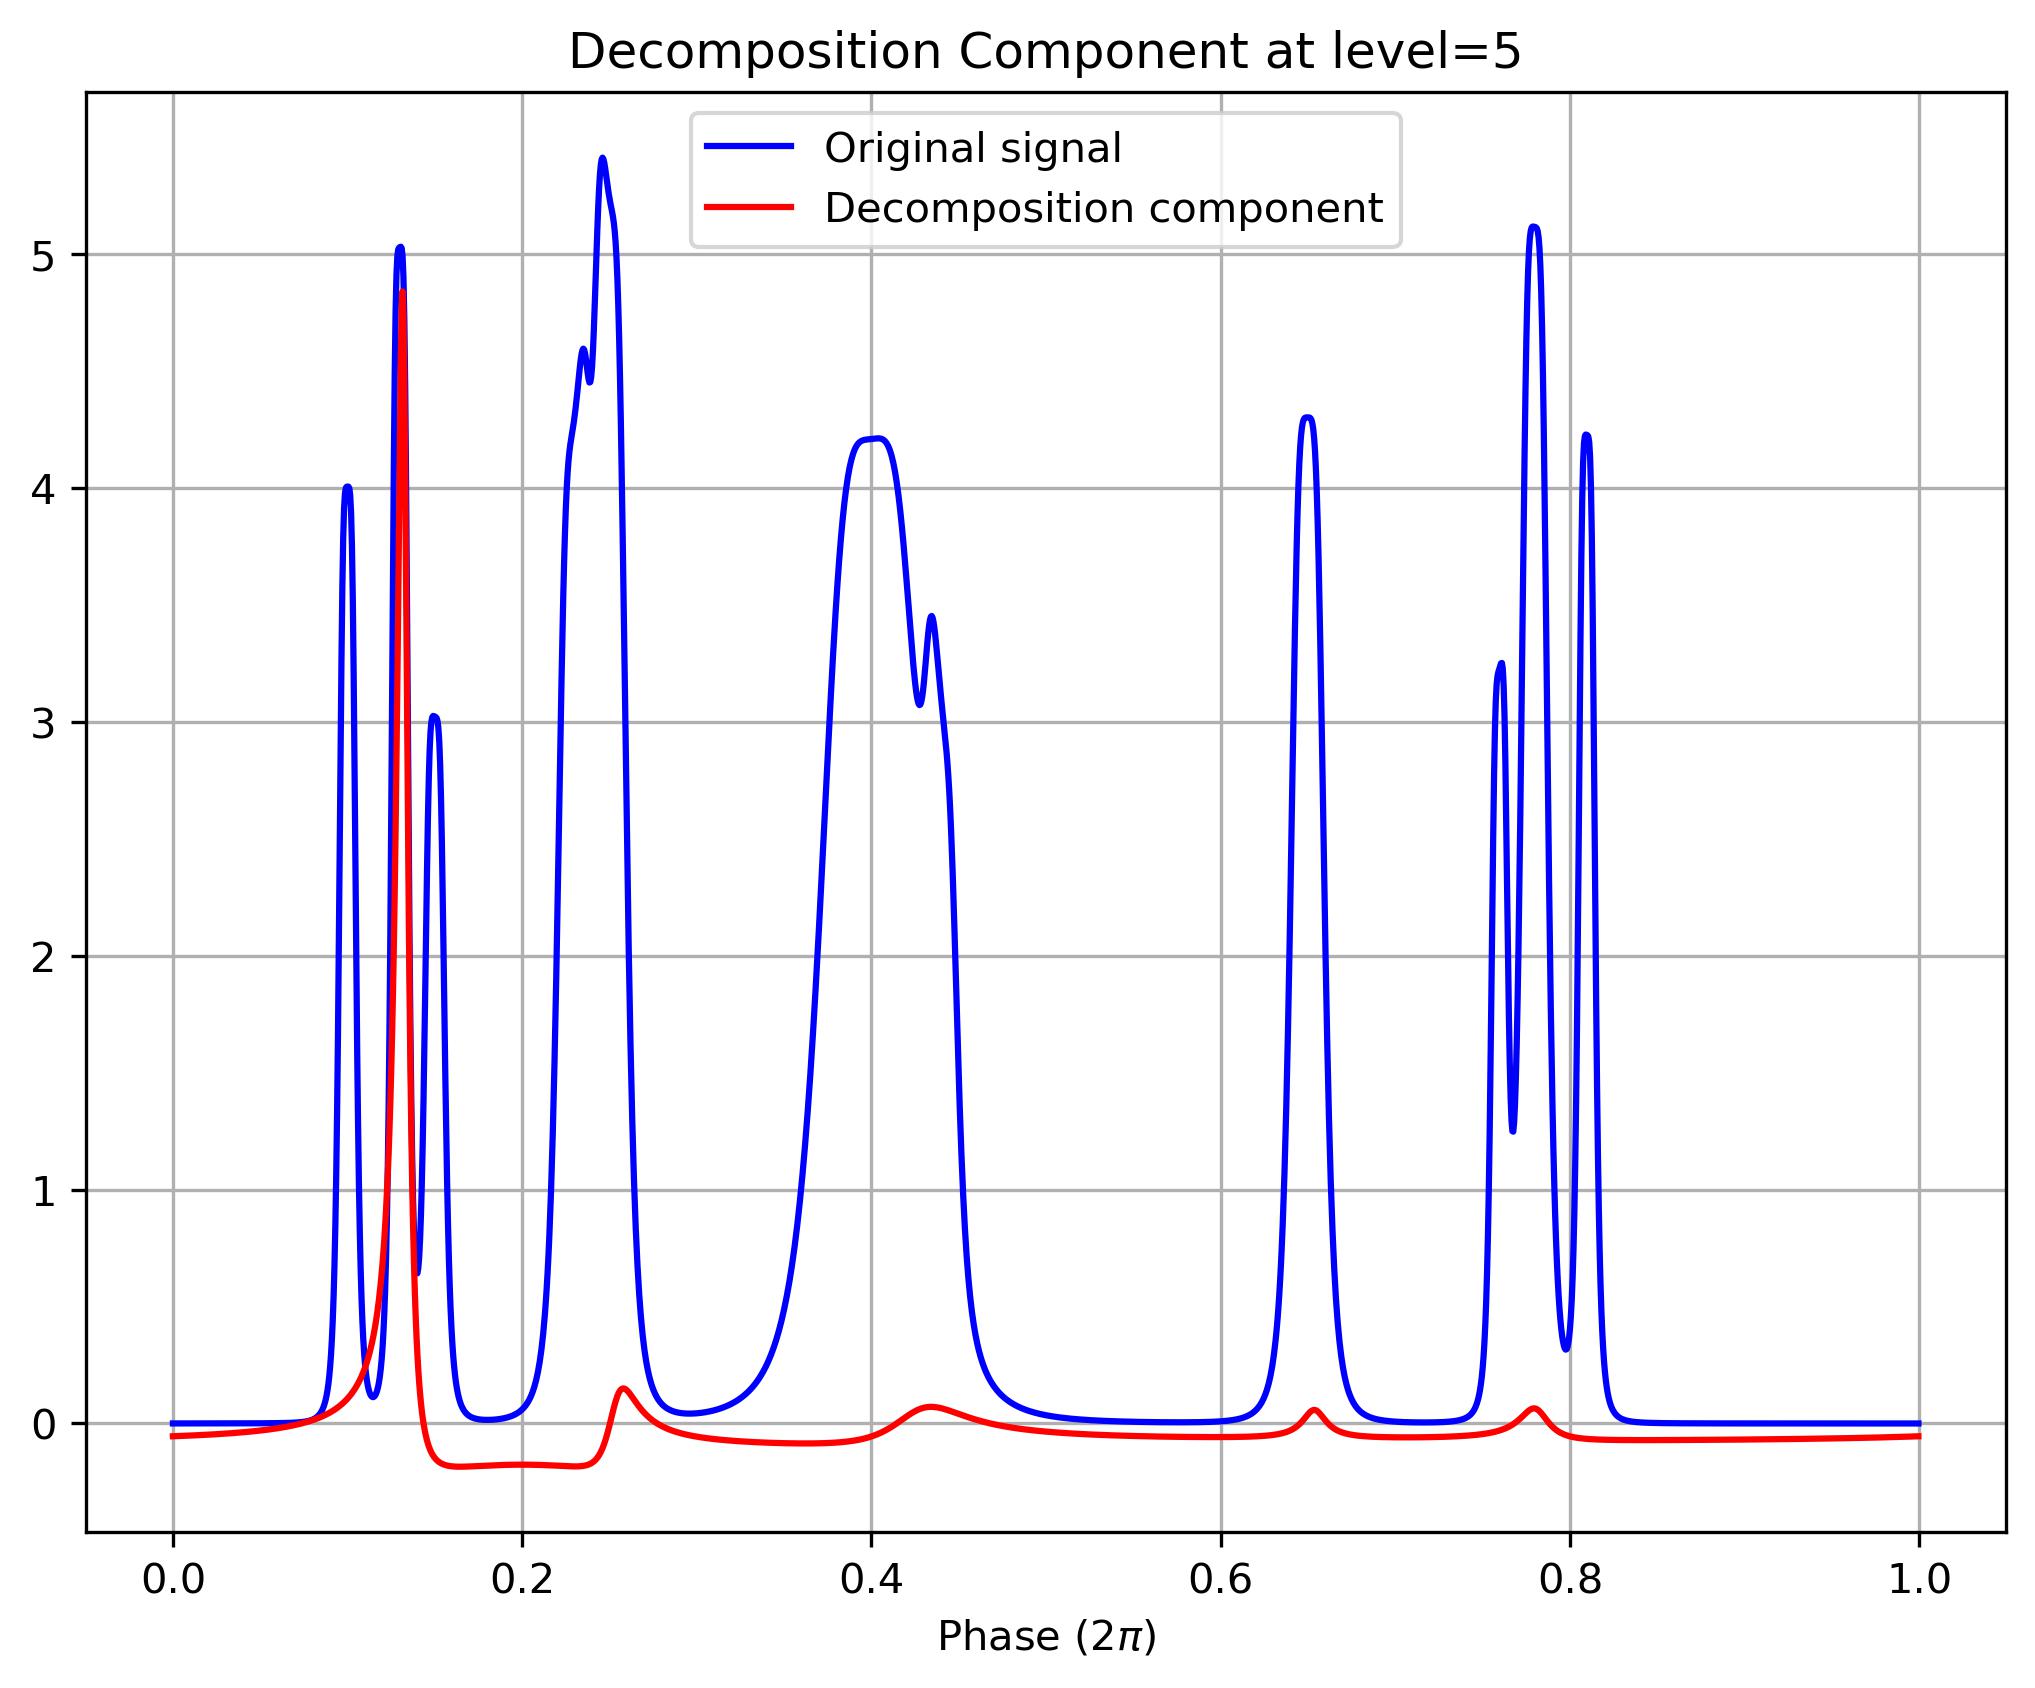 Decomposition Component at level=5
Original signal
Decomposition component
5
4
3
2
1
0
0.0 0.2 0.4 0.6 0.8 1.0
Phase (2π)